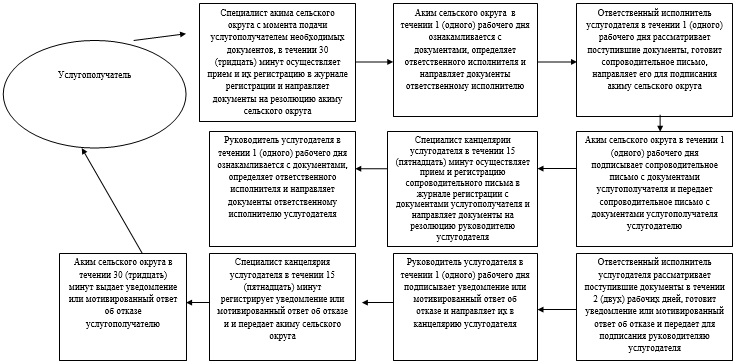 Услугополучатель
Специалист акима сельского
округа с момента подачи
услугополучателем необходимых
документов, в течении 30
(тридцать) минут осуществляет
прием и их регистрацию в журнале
регистрации и направляет
документы на резолюцию акиму
сельского округа
Аким сельского округа в
течении 1 (одного) рабочего дня
ознакамливается с
документами, определяет
ответственого исполнителя и
направляет документы
ответственому исполнителю
Ответственный исполнитель
услугодателя в течении 1 (одного)
рабочего дня рассматривает
поступившие документы, готовит
сопроводительное письмо,
направляет его для подписания
акиму сельского округа
Аким сельского округа в течении 1
(одного) рабочего дня
подписывает сопроводительное
письмо с документами
услугополучателя и передает
сопроводительное письмо с
документами услугополучателя
услугодателю
Специалист канцелярии
услугодателя в течении 15
(пятнадцать) минут осуществляет
прием и регистрацию
сопроводительного письма в
журнале регистрации с
документами услугополучателя и
направляет документы на
резолюцию руководителю
услугодателя
Руководитель услугодателя в
течении 1 (одного) рабочего дня
ознакамливается с документами,
определяет ответственого
исполнителя и направляет
документы ответственому
исполнителю услугодателя
Ответственный исполнитель
услугодателя рассматривает
поступившие документы в течении
2 (двух) рабочих дней, готовит
уведомление или мотивированный
ответ об отказе и передает для
подписания руководителю
услугодателя
Руководитель услугодателя в
течении 1 (одного) рабочего дня
подписывает уведомление или
мотивированный ответ об
отказе и направляет их в
канцелярию услугодателя
Специалист канцелярия
услугодателя в течении 15
(пятнадцать) минут
регистрирует уведомление или
мотивированный ответ об отказе
и и передает акиму сельского
округа
Аким сельского округа в
течении 30 (тридцать)
минут выдает уведомление
или мотивированный ответ
об отказе
услугополучателю